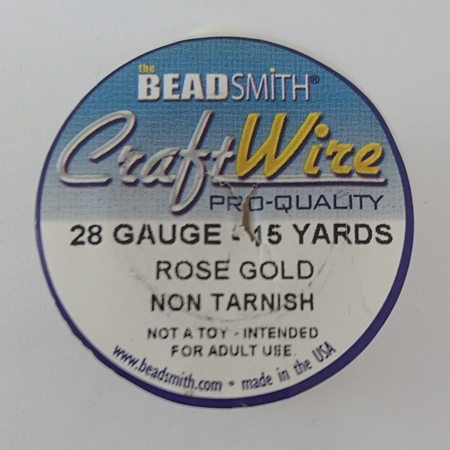 the
BEADSMITH®
CraftWire
PRO-QUALITY
28 GAUGE - 15 YARDS
ROSE GOLD
NON TARNISH
NOT A TOY - INTENDED
FOR ADULT USE.
www.beadsmith.com • made in the USA